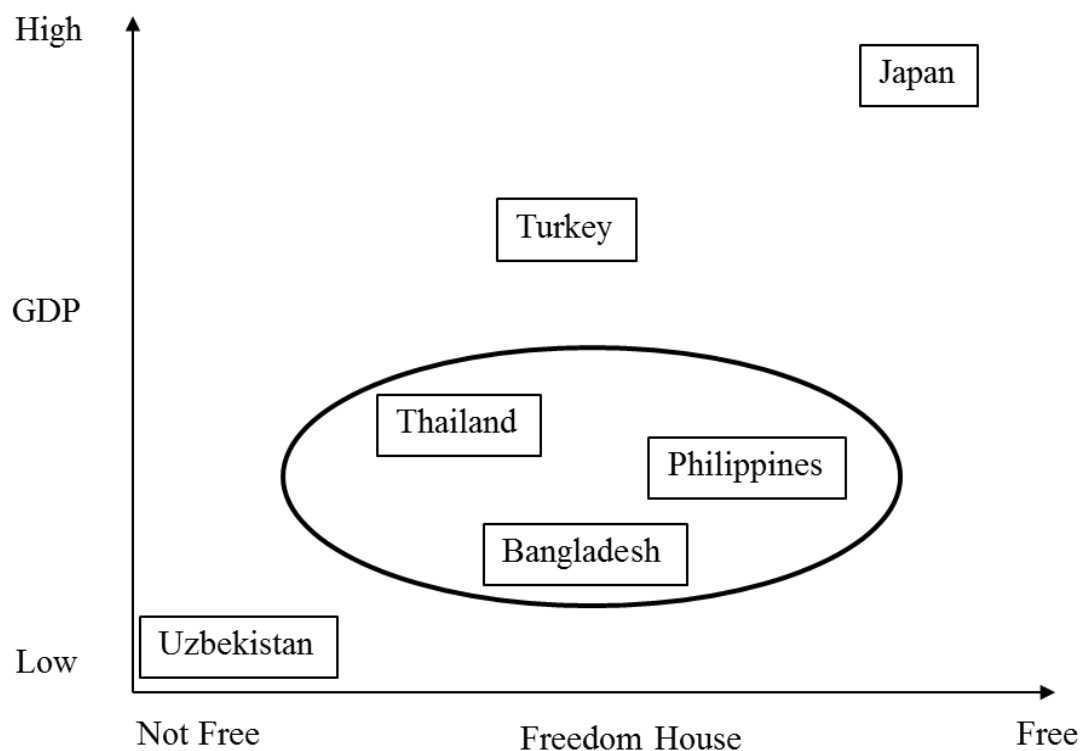 High
Japan
Turkey
GDP
Thailand
Philippines
Bangladesh
Uzbekistan
Low
Not Free
Freedom House
Free